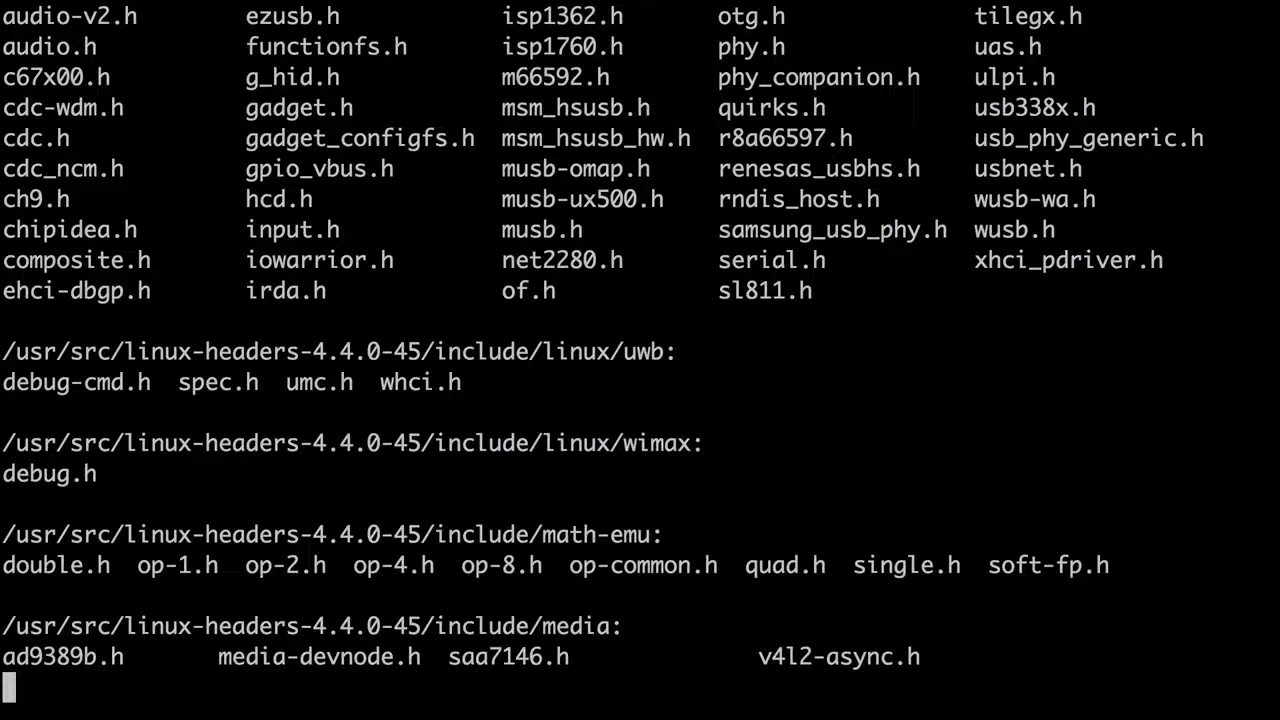 audio-v2.h ezusb.h isp1362.h otg.h tilegx.h
audio.h functionfs.h isp1760.h phy.h uas.h
c67x00.h g_hid.h m66592.h phy_companion.h ulpi.h
cdc-wdm.h gadget.h msm_hsusb.h quirks.h usb338x.h
cdc.h gadget_configfs.h msm_hsusb_hw.h r8a66597.h usb_phy_generic.h
cdc_ncm.h gpio_vbus.h musb-omap.h renesas_usbhs.h usbnet.h
ch9.h hcd.h musb-ux500.h rndis_host.h wusb-wa.h
chipidea.h input.h musb.h samsung_usb_phy.h wusb.h
composite.h iowarrior.h net2280.h serial.h xhci_pdriver.h
ehci-dbgp.h irda.h of.h sl811.h
/usr/src/linux-headers-4.4.0-45/include/linux/uwb:
debug-cmd.h spec.h umc.h whci.h
/usr/src/linux-headers-4.4.0-45/include/linux/wimax:
debug.h
/usr/src/linux-headers-4.4.0-45/include/math-emu:
double.h op-1.h op-2.h op-4.h op-8.h op-common.h quad.h single.h soft-fp.h
/usr/src/linux-headers-4.4.0-45/include/media:
ad9389b.h media-devnode.h saa7146.h v4l2-async.h